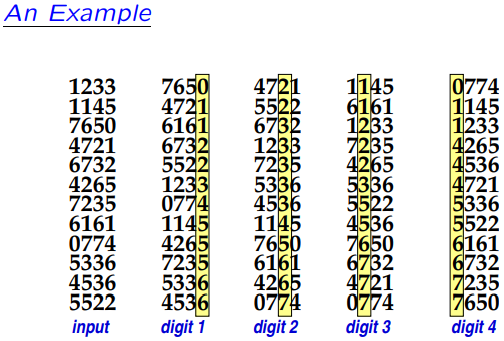 An Example
1233 7650 4721 1145 0774
1145 4721 5522 6161 1145
7650 6161 6732 1233 1233
4721 6732 1233 7235 4265
6732 5522 7235 4265 4536
4265 1233 5336 5336 4721
7235 0774 4536 5522 5336
6161 1145 1145 4536 5522
0774 4265 7650 7650 6161
5336 7235 6161 6732 6732
4536 5336 4265 4721 7235
5522 4536 0774 0774 7650
input digit 1 digit 2 digit 3 digit 4